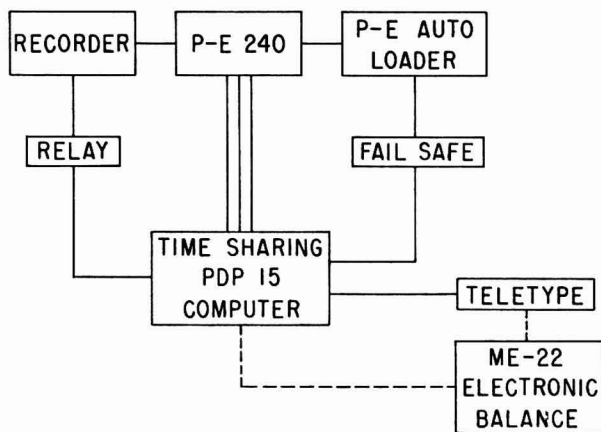 RECORDER
P-E 240
P-E AUTO
LOADER
RELAY
FAIL SAFE
TIME SHARING
PDP 15
COMPUTER
TELETYPE
ME-22
ELECTRONIC
BALANCE